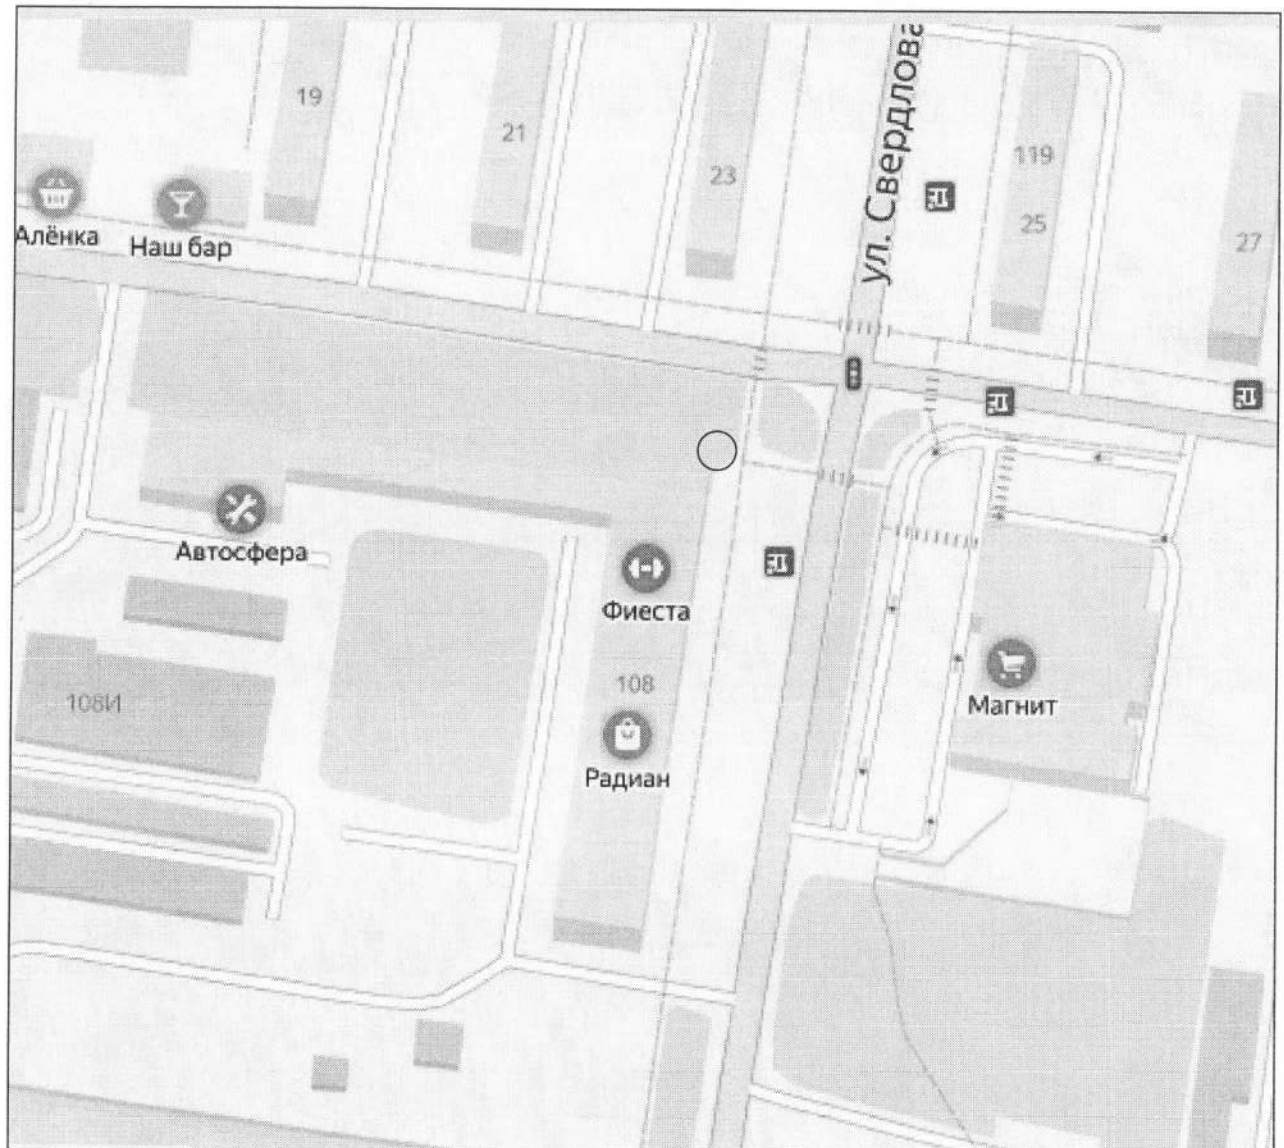 19
21
23
ул. Свердлова
119
25
27
Алёнка
Наш бар
Автосфера
Фиеста
108
108И
Магнит
Радиан